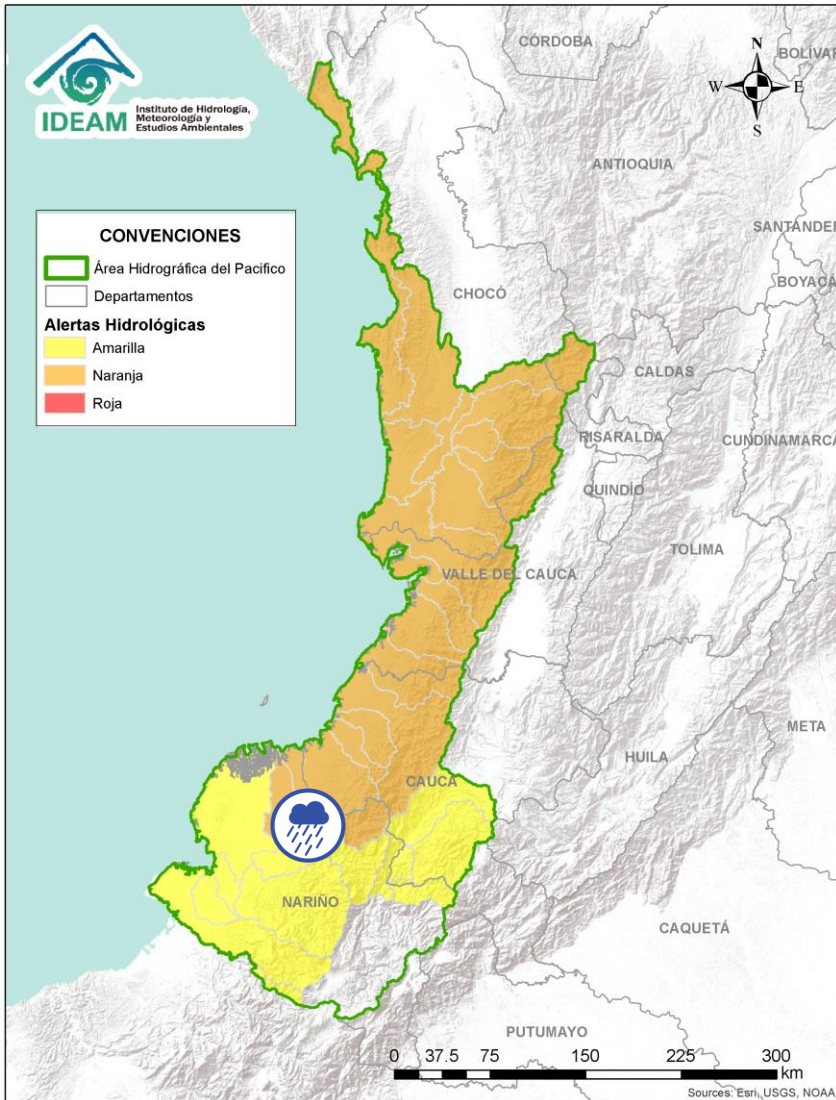 IDEAM
Instituto de Hidrología,
Meteorología y
Estudios Ambientales
N
W
E
S
CONVENCIONES
Área Hidrográfica del Pacifico
Departamentos
Alertas Hidrológicas
Amarilla
Naranja
Roja
CÓRDOBA
BOLÍVAR
ANTIOQUIA
SANTANDER
BOYACÁ
CHOCÓ
CALDAS
RISARALDA
CUNDINAMARCA
QUINDÍO
TOLIMA
VALLE DEL CAUCA
META
HUILA
CAUCA
NARIÑO
CAQUETÁ
PUTUMAYO
0 37.5 75 150 225 300
km
Sources: Esri, USGS, NOAA